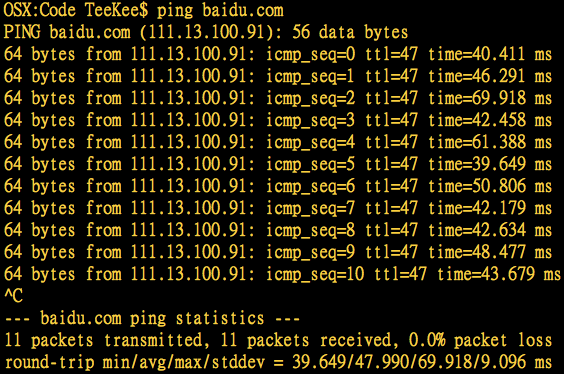 OSX:Code TeeKee$ ping baidu.com
PING baidu.com (111.13.100.91): 56 data bytes
64 bytes from 111.13.100.91: icmp_seq=0 ttl=47 time=40.411 ms
64 bytes from 111.13.100.91: icmp_seq=1 ttl=47 time=46.291 ms
64 bytes from 111.13.100.91: icmp_seq=2 ttl=47 time=69.918 ms
64 bytes from 111.13.100.91: icmp_seq=3 ttl=47 time=42.458 ms
64 bytes from 111.13.100.91: icmp_seq=4 ttl=47 time=61.388 ms
64 bytes from 111.13.100.91: icmp_seq=5 ttl=47 time=39.649 ms
64 bytes from 111.13.100.91: icmp_seq=6 ttl=47 time=50.806 ms
64 bytes from 111.13.100.91: icmp_seq=7 ttl=47 time=42.179 ms
64 bytes from 111.13.100.91: icmp_seq=8 ttl=47 time=42.634 ms
64 bytes from 111.13.100.91: icmp_seq=9 ttl=47 time=48.477 ms
64 bytes from 111.13.100.91: icmp_seq=10 ttl=47 time=43.679 ms
^C
--- baidu.com ping statistics ---
11 packets transmitted, 11 packets received, 0.0% packet loss
round-trip min/avg/max/stddev = 39.649/47.990/69.918/9.096 ms